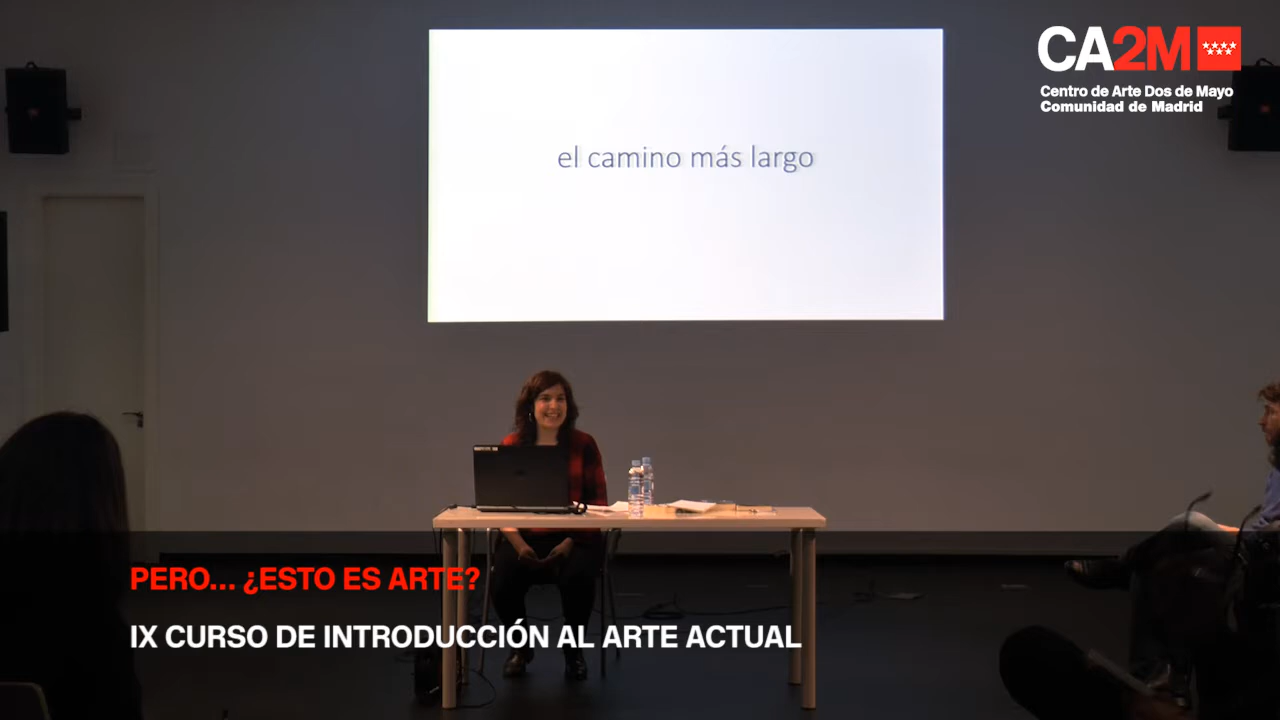 CA2M
Centro de Arte Dos de Mayo
Comunidad de Madrid
el camino más largo
PERO... ¿ESTO ES ARTE?
IX CURSO DE INTRODUCCIÓN AL ARTE ACTUAL